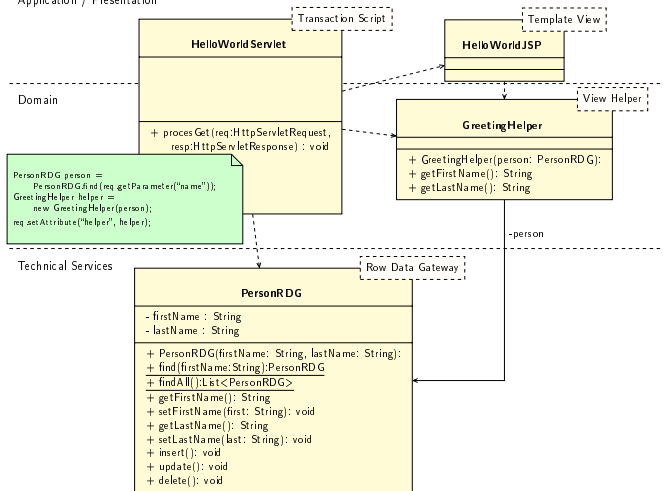 Application / Presentation
Transaction Script
Template View
HelloWorldServlet
HelloWorldJSP
Domain
View Helper
GreetingHelper
+ procesGet(req:HttpServletRequest,
resp:HttpServletResponse) : void
+ GreetingHelper(person: PersonRDG):
+ getFirstName(): String
+ getLastName(): String
PersonRDG person =
PersonRDG.find( req.getParameter("name"));
GreetingHelper helper =
new GreetingHelper(person);
req.setAttribute("helper", helper);
-person
Technical Services
Row Data Gateway
PersonRDG
- firstName : String
- lastName : String
+ PersonRDG(firstName: String, lastName: String):
+ find(firstName:String):PersonRDG
+ findAll():List<PersonRDG>
+ getFirstName(): String
+ setFirstName(first: String): void
+ getLastName(): String
+ setLastName(last: String): void
+ insert(): void
+ update(): void
+ delete(): void